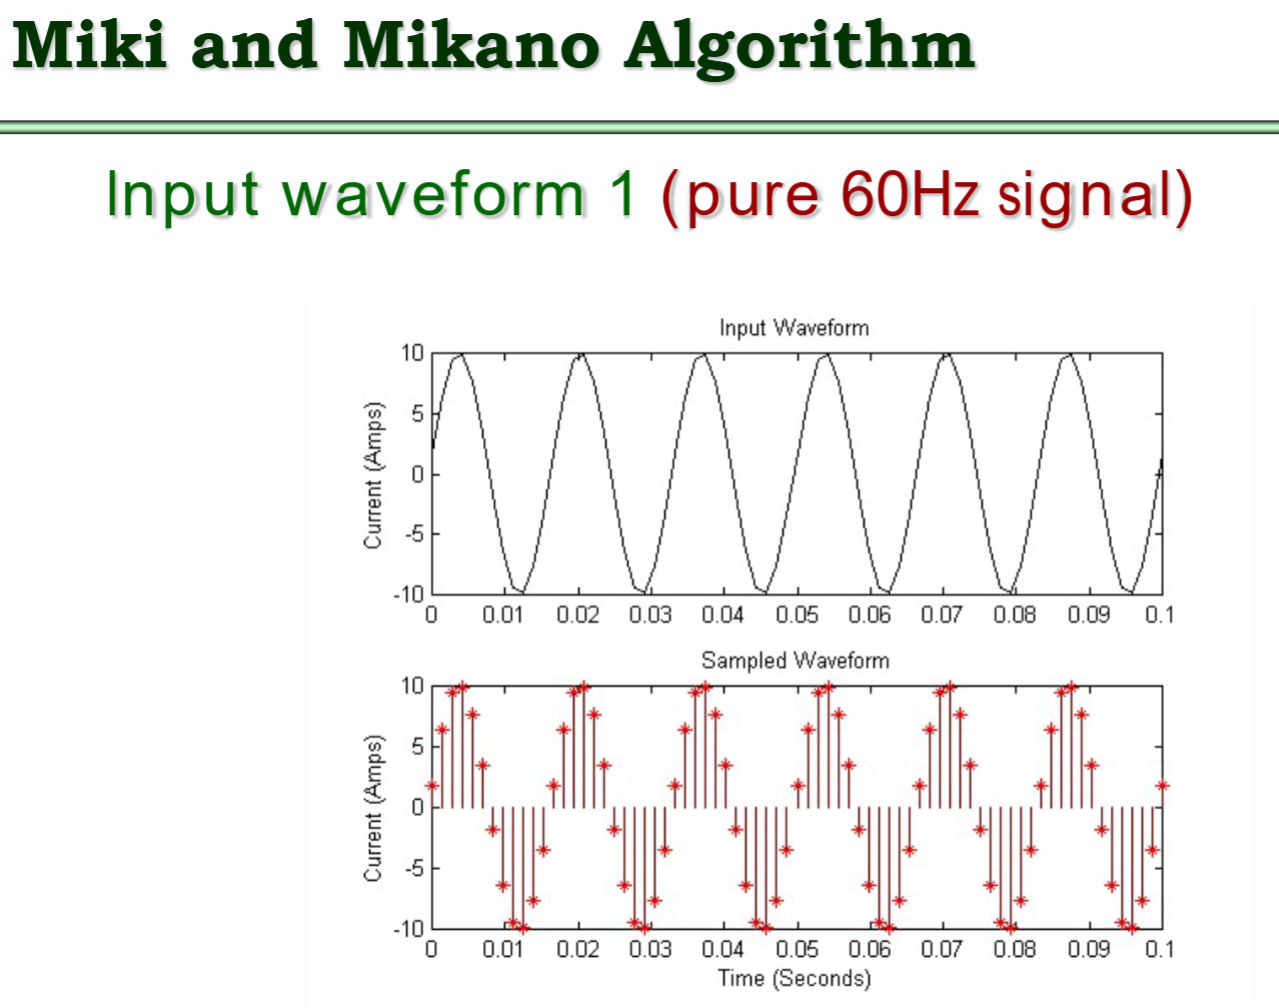 Miki and Mikano Algorithm
Input waveform 1 (pure 60Hz signal)
Input Waveform
10
5
0
-5
-10
Current (Amps)
0 0.01 0.02 0.03 0.04 0.05 0.06 0.07 0.08 0.09 0.1
Sampled Waveform
10
5
0
-5
-10
Current (Amps)
0 0.01 0.02 0.03 0.04 0.05 0.06 0.07 0.08 0.09 0.1
Time (Seconds)